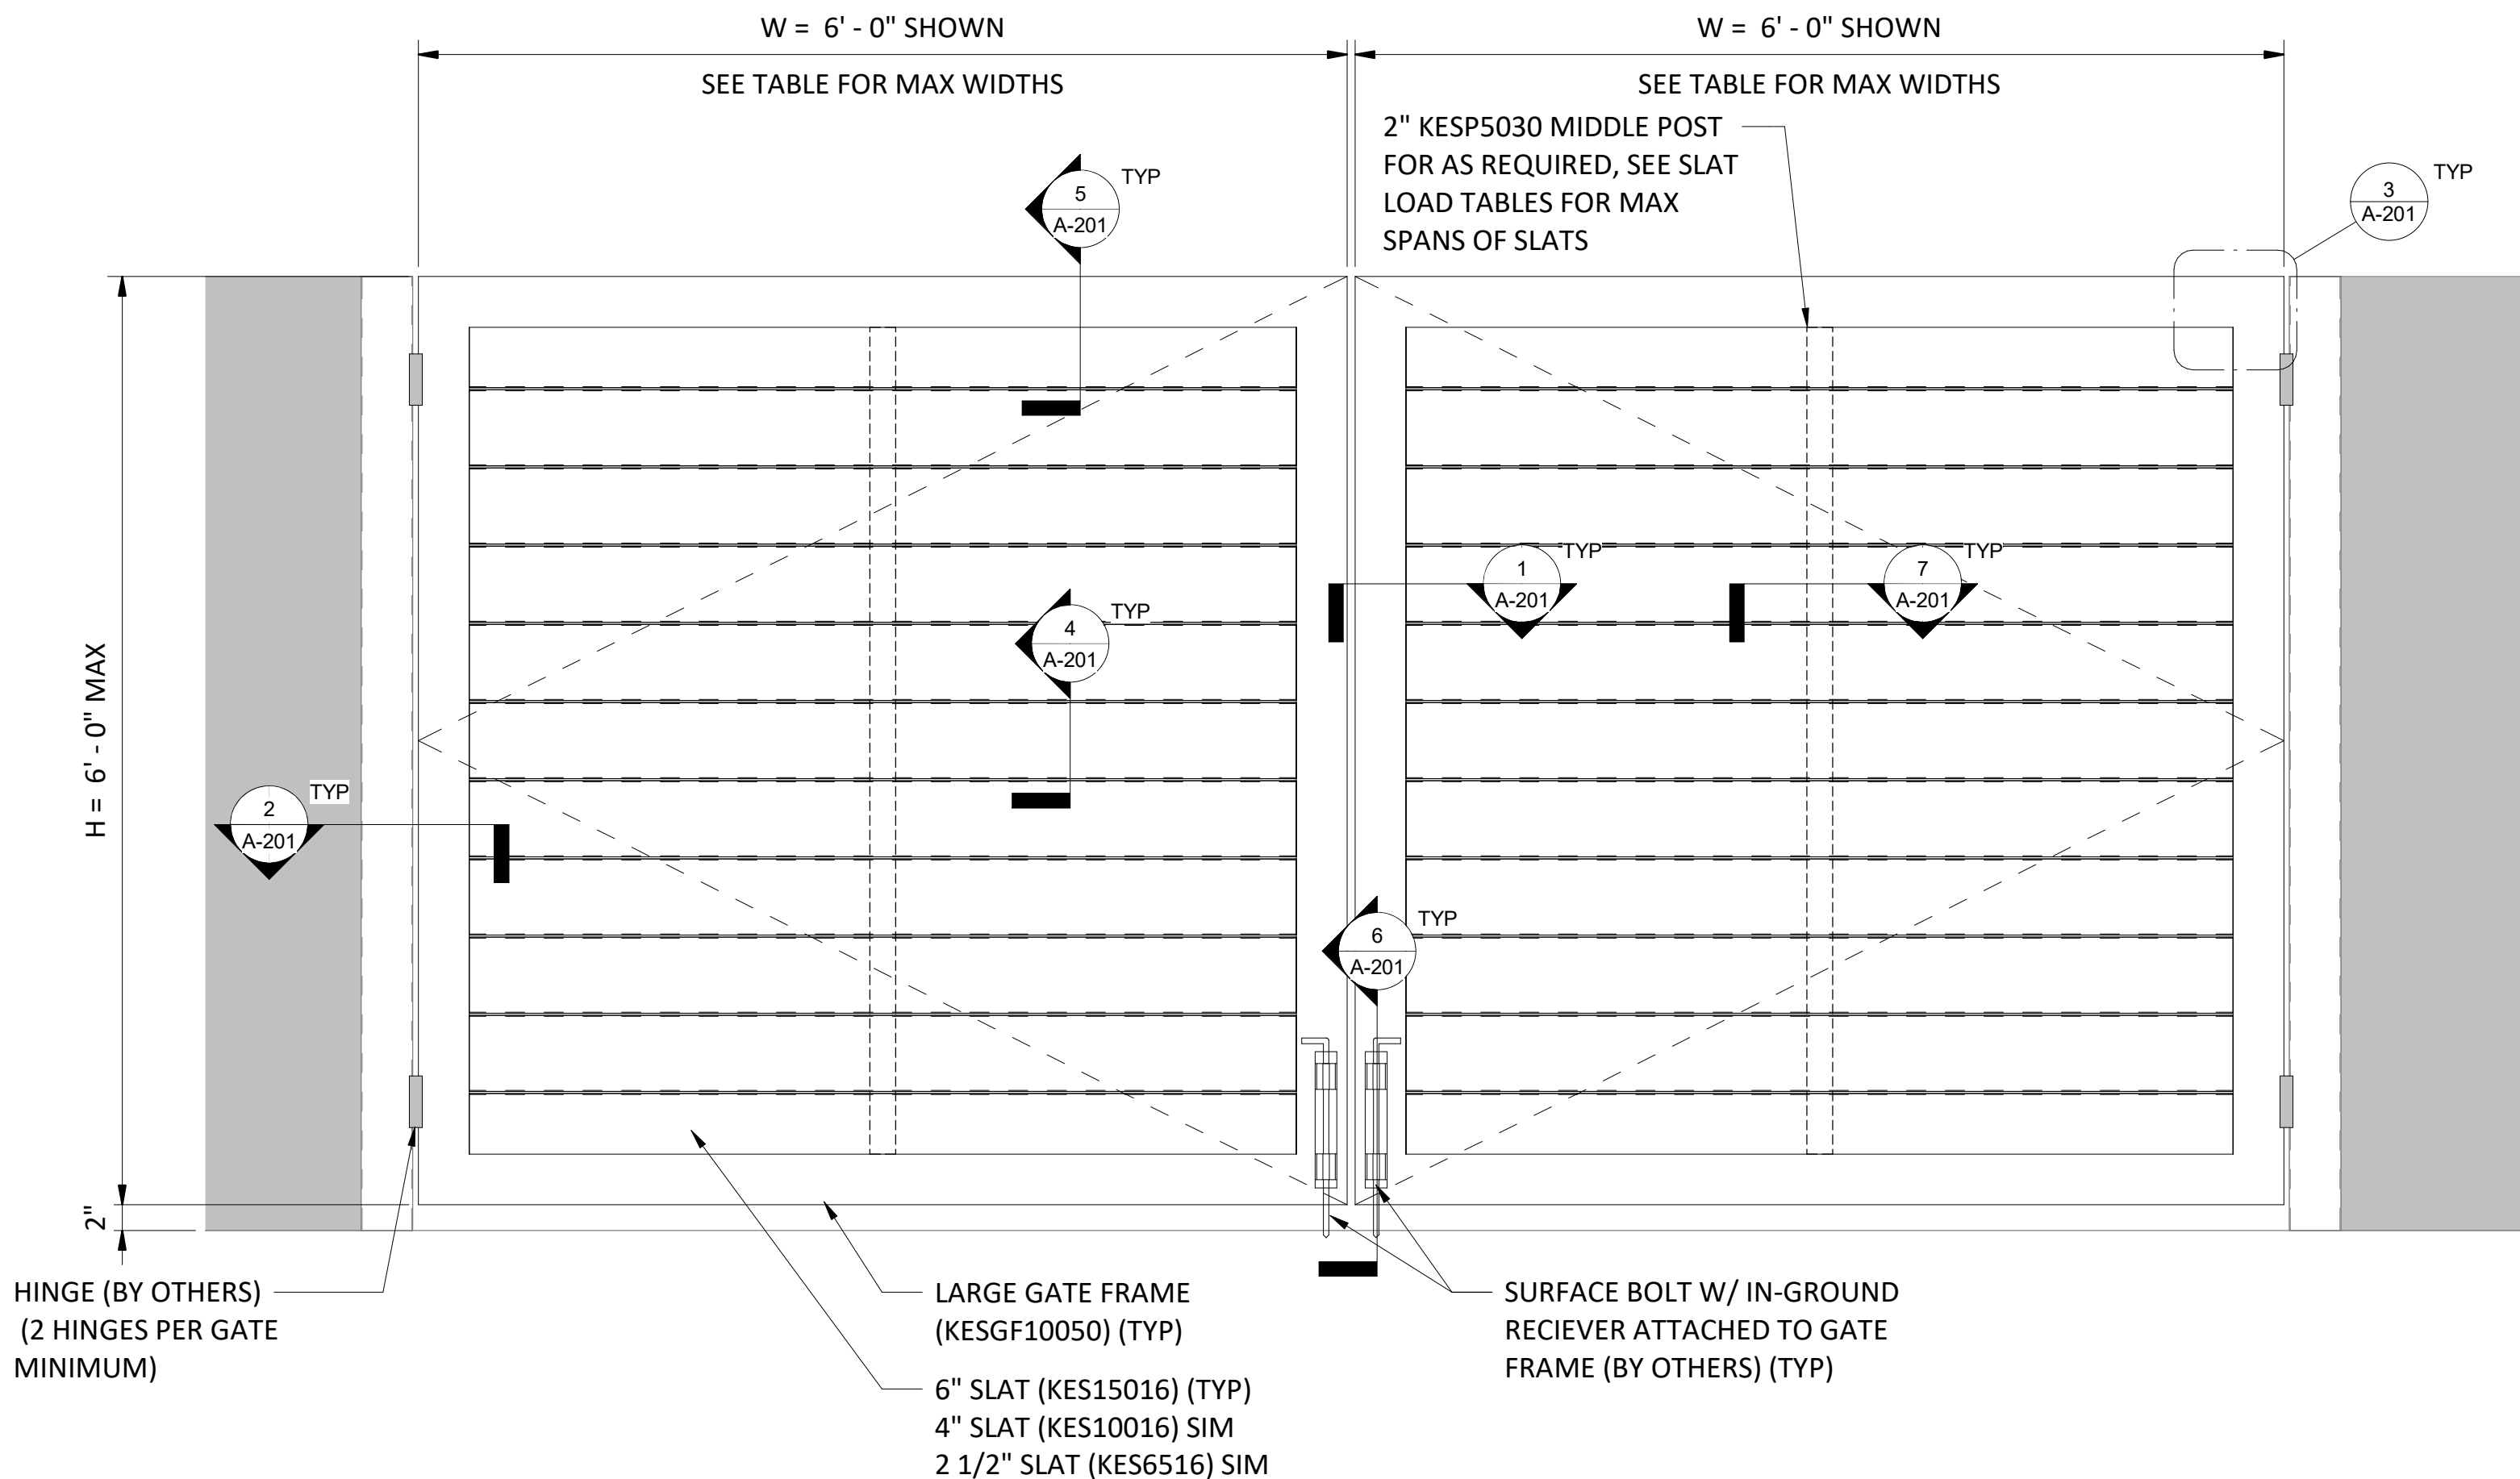 W = 6' - 0" SHOWN
SEE TABLE FOR MAX WIDTHS
W = 6' - 0" SHOWN
SEE TABLE FOR MAX WIDTHS
2" KESP5030 MIDDLE POST
FOR AS REQUIRED, SEE SLAT
LOAD TABLES FOR MAX
SPANS OF SLATS
5
A-201
TYP
3
A-201
TYP
1
A-201
TYP
7
A-201
TYP
4
A-201
TYP
H = 6' - 0" MAX
2
A-201
TYP
6
A-201
TYP
2"
HINGE (BY OTHERS)
(2 HINGES PER GATE
MINIMUM)
LARGE GATE FRAME
(KESGF10050) (TYP)
6" SLAT (KES15016) (TYP)
4" SLAT (KES10016) SIM
2 1/2" SLAT (KES6516) SIM
SURFACE BOLT W/ IN-GROUND
RECIEVER ATTACHED TO GATE
FRAME (BY OTHERS) (TYP)